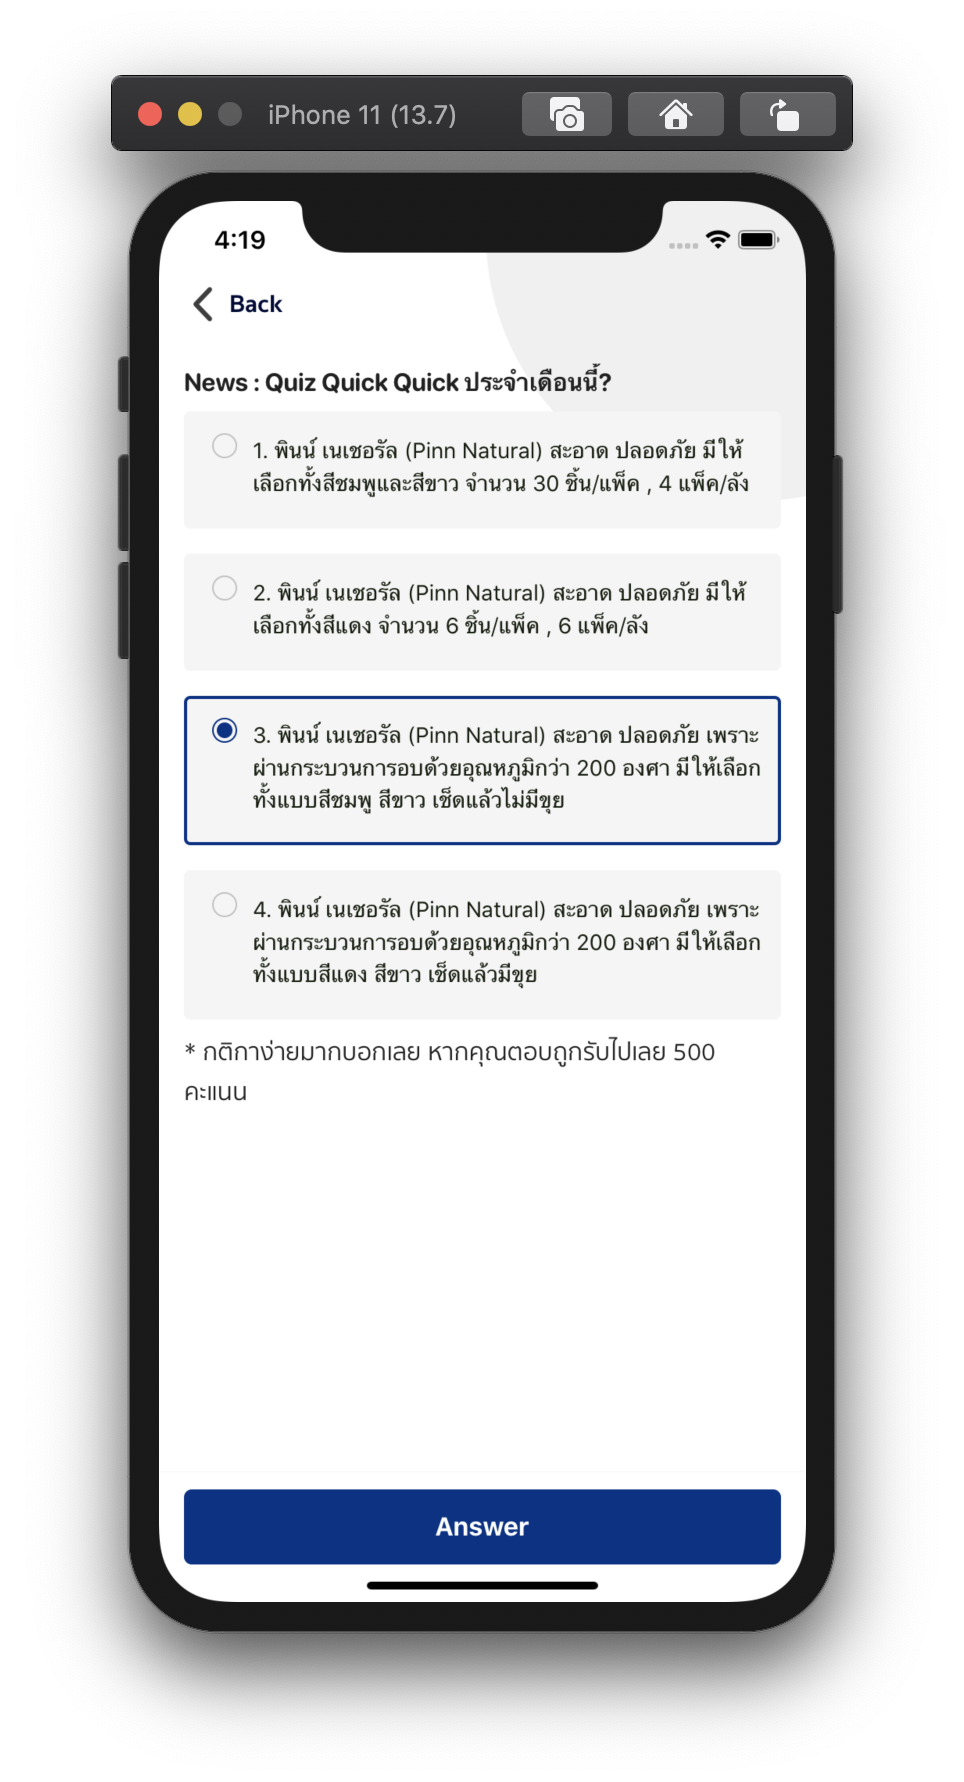 iPhone 11 (13.7)
4:19
Back
News : Quiz Quick Quick ประจำเดือนนี้?
1. พินน์ เนเชอรัล (Pinn Natural) สะอาด ปลอดภัย มีให้
เลือกทั้งสีชมพูและสีขาว จำนวน 30 ชิ้น/แพ็ค , 4 แพ็ค/ลัง
2. พินน์ เนเชอรัล (Pinn Natural) สะอาด ปลอดภัย มีให้
เลือกทั้งสีแดง จำนวน 6 ชิ้น/แพ็ค , 6 แพ็ค/ลัง
3. พินน์ เนเชอรัล (Pinn Natural) สะอาด ปลอดภัย เพราะ
ผ่านกระบวนการอบด้วยอุณหภูมิกว่า 200 องศา มีให้เลือก
ทั้งแบบสีชมพู สีขาว เช็ดแล้วไม่มีขุย
4. พินน์ เนเชอรัล (Pinn Natural) สะอาด ปลอดภัย เพราะ
ผ่านกระบวนการอบด้วยอุณหภูมิกว่า 200 องศา มีให้เลือก
ทั้งแบบสีแดง สีขาว เช็ดแล้วมีขุย
* กติกาง่ายมากบอกเลย หากคุณตอบถูกรับไปเลย 500
คะแนน
Answer